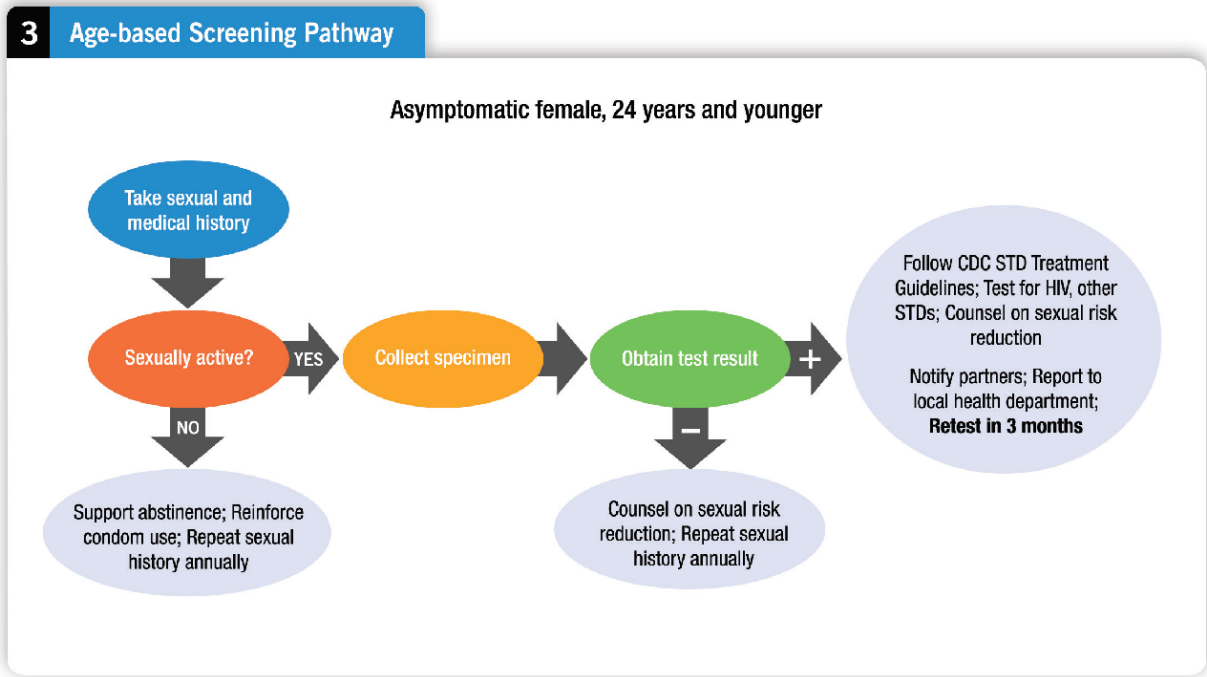 3 Age-based Screening Pathway
Asymptomatic female, 24 years and younger
Take sexual and
medical history
Sexually active?
YES
Collect specimen
Obtain test result
+
Follow CDC STD Treatment
Guidelines; Test for HIV, other
STDs; Counsel on sexual risk
reduction
Notify partners; Report to
local health department;
Retest in 3 months
NO
Support abstinence; Reinforce
condom use; Repeat sexual
history annually
–
Counsel on sexual risk
reduction; Repeat sexual
history annually